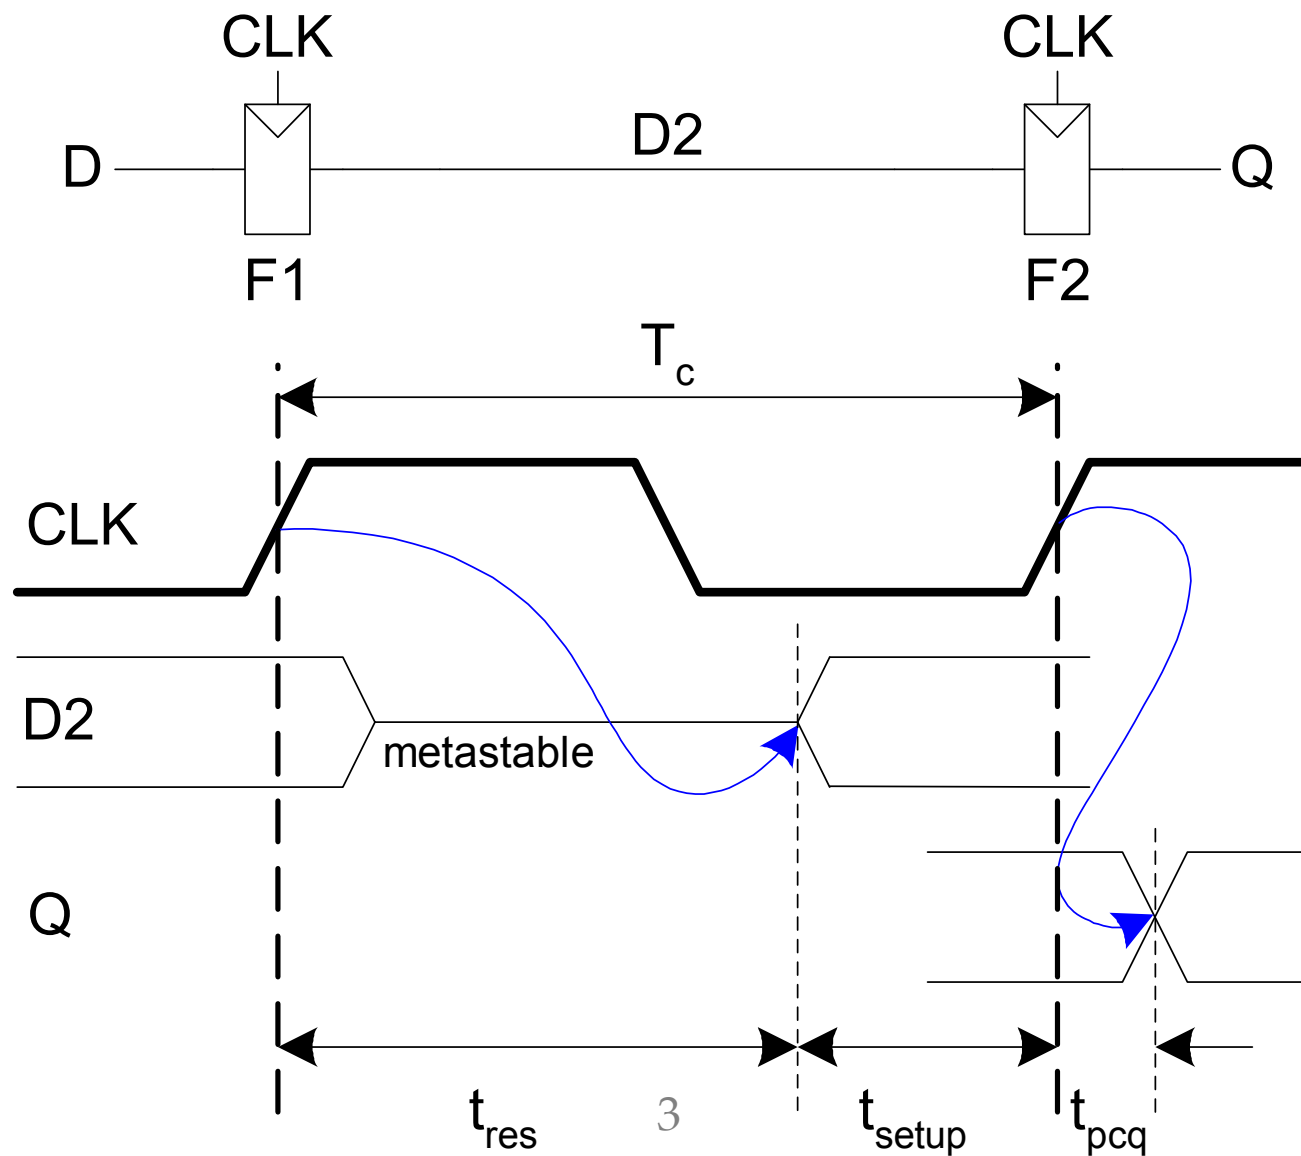 CLK CLK
D D2 Q
F1 F2
Tc
CLK
D2
metastable
Q
tres 3 tsetup tpcq